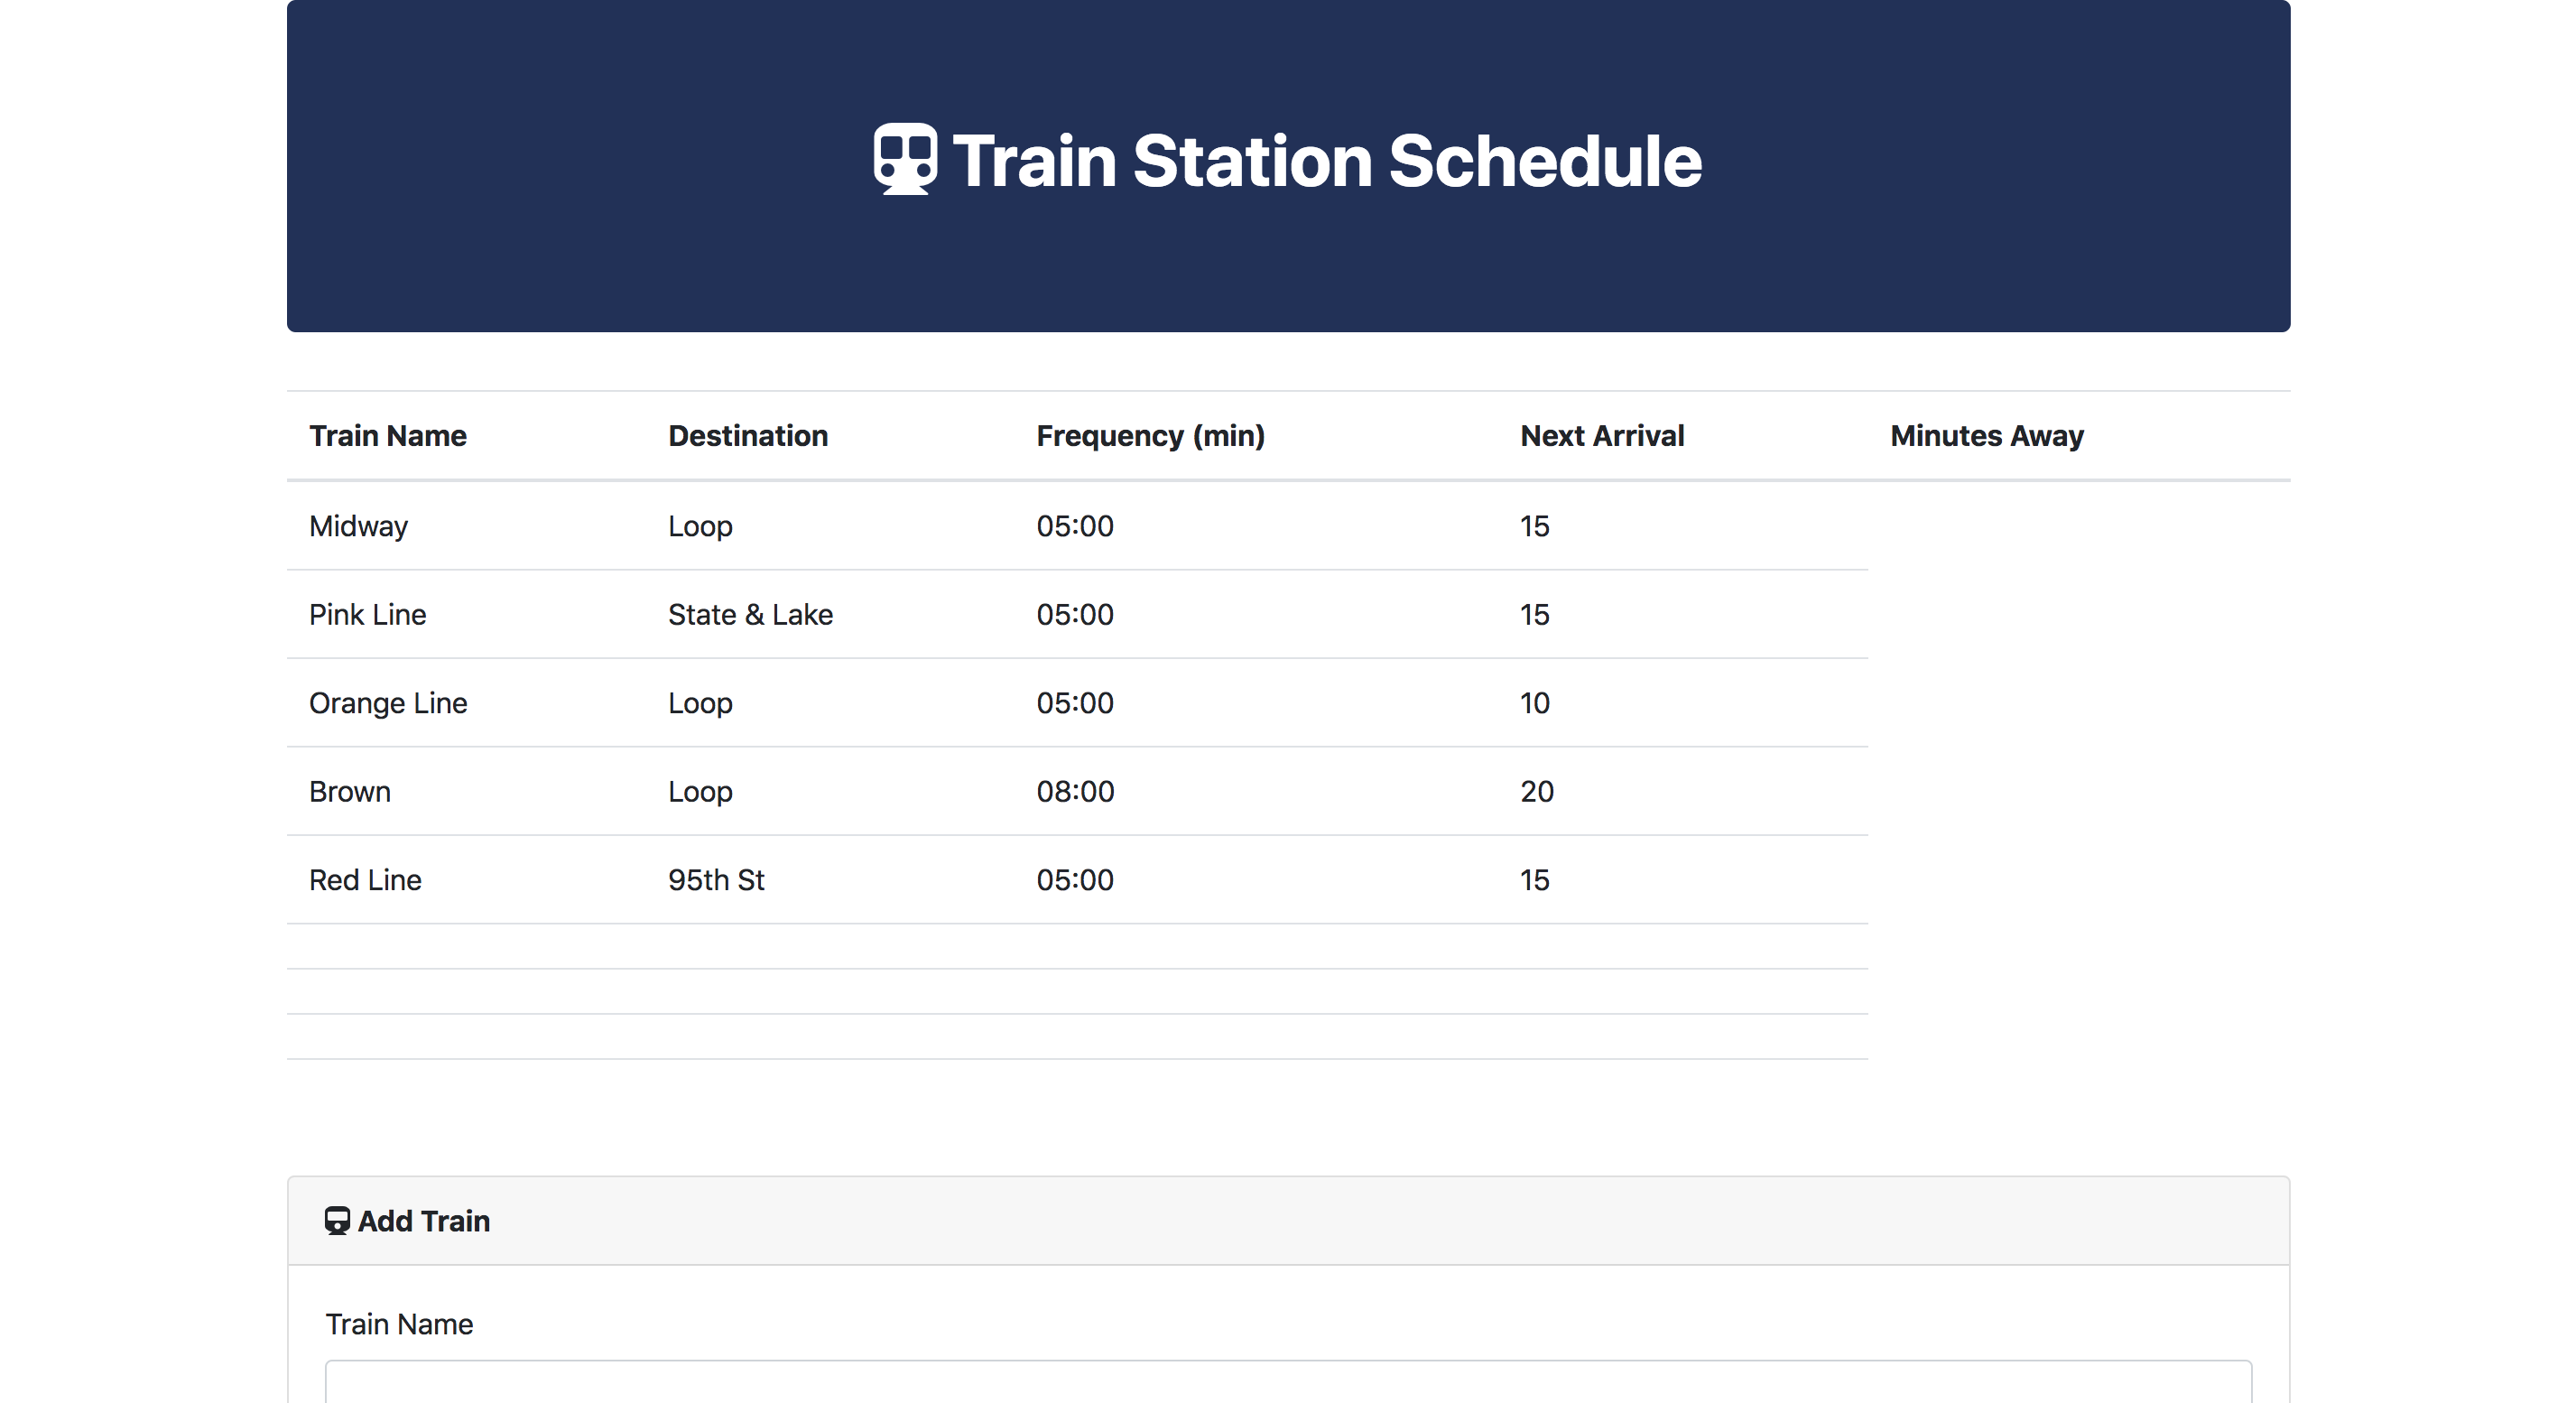 Train Station Schedule
Train Name Destination Frequency (min) Next Arrival Minutes Away
Midway Loop 05:00 15
Pink Line State & Lake 05:00 15
Orange Line Loop 05:00 10
Brown Loop 08:00 20
Red Line 95th St 05:00 15
Add Train
Train Name